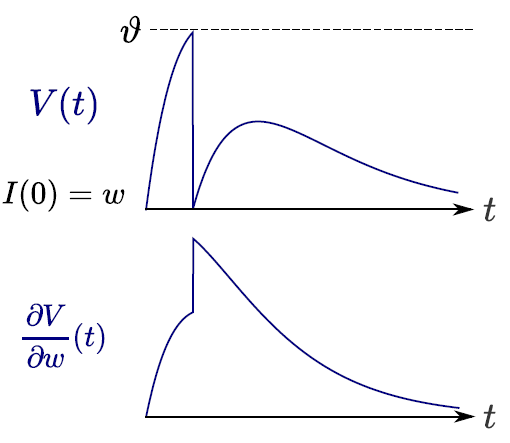 ϑ
V(t)
I(0) = w
t
∂V/∂w (t)
t